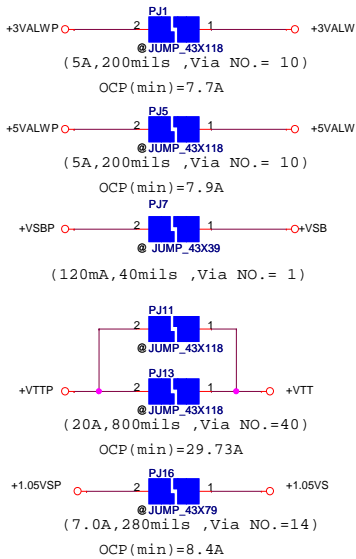 PJ1
+3VALWP 2 1 +3VALW
@ JUMP_43X118
(5A,200mils ,Via NO.= 10)
OCP(min)=7.7A
PJ5
+5VALWP 2 1 +5VALW
@ JUMP_43X118
(5A,200mils ,Via NO.= 10)
OCP(min)=7.9A
PJ7
+VSBP 2 1 +VSB
@ JUMP_43X39
(120mA,40mils ,Via NO.= 1)
PJ11
2 1
@ JUMP_43X118
PJ13
+VTTP 2 1 +VTT
@ JUMP_43X118
(20A,800mils ,Via NO.=40)
OCP(min)=29.73A
PJ16
+1.05VSP 2 1 +1.05VS
@ JUMP_43X79
(7.0A,280mils ,Via NO.=14)
OCP(min)=8.4A